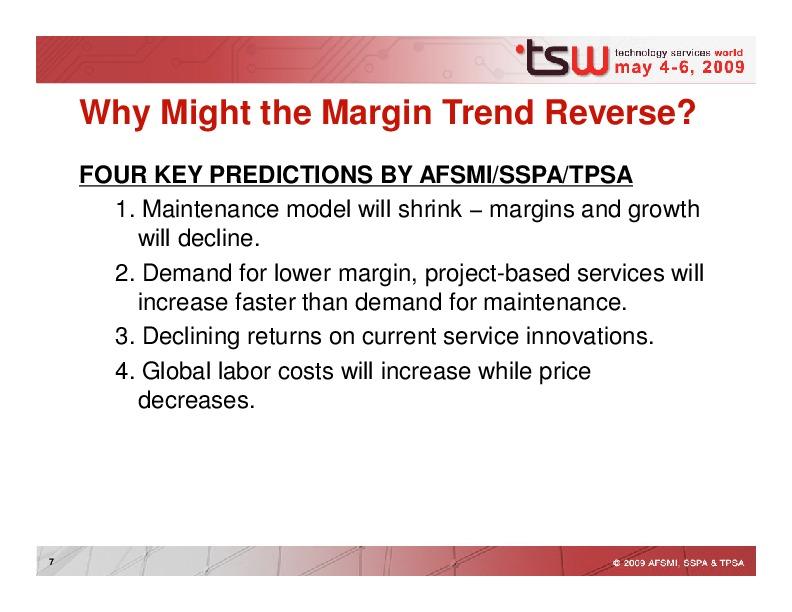 tsw technology services world
may 4-6, 2009
Why Might the Margin Trend Reverse?
FOUR KEY PREDICTIONS BY AFSMI/SSPA/TPSA
1. Maintenance model will shrink – margins and growth
will decline.
2. Demand for lower margin, project-based services will
increase faster than demand for maintenance.
3. Declining returns on current service innovations.
4. Global labor costs will increase while price
decreases.
7
© 2009 AFSMI, SSPA & TPSA